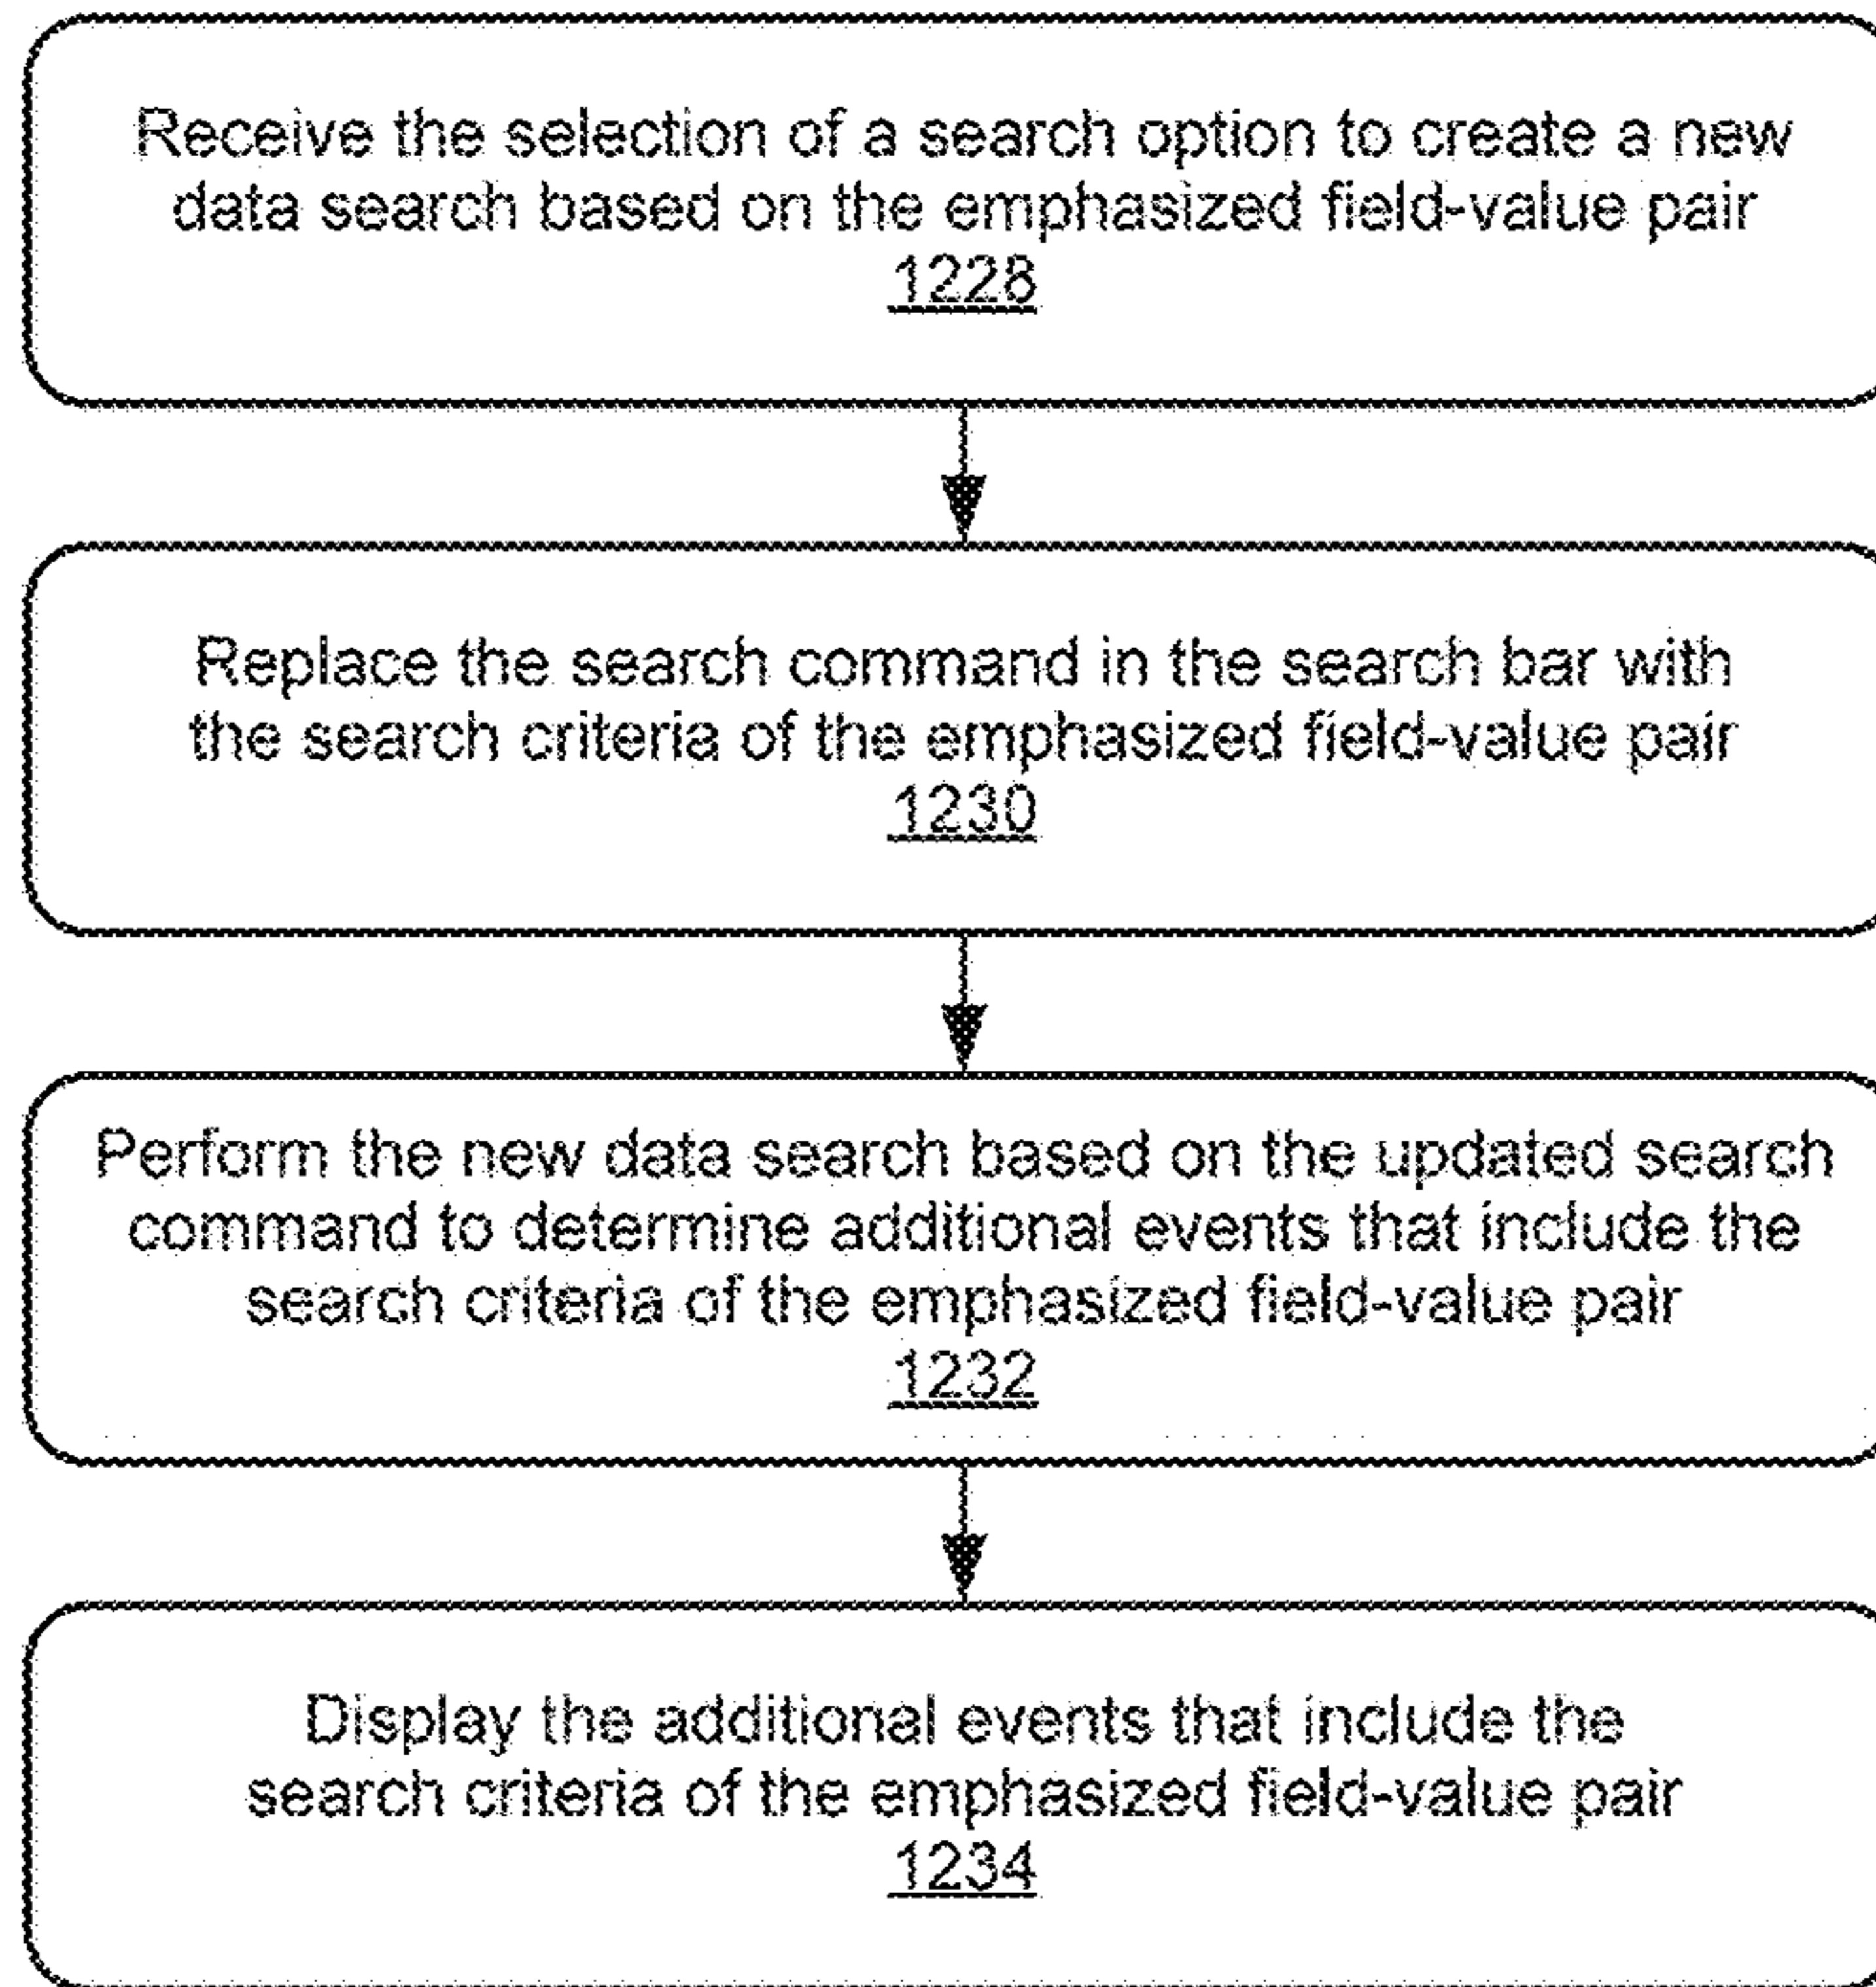 Receive the selection of a search option to create a new
data search based on the emphasized field-value pair
1228
Replace the search command in the search bar with
the search criteria of the emphasized field-value pair
1230
Perform the new data search based on the updated search
command to determine additional events that include the
search criteria of the emphasized field-value pair
1232
Display the additional events that include the
search criteria of the emphasized field-value pair
1234